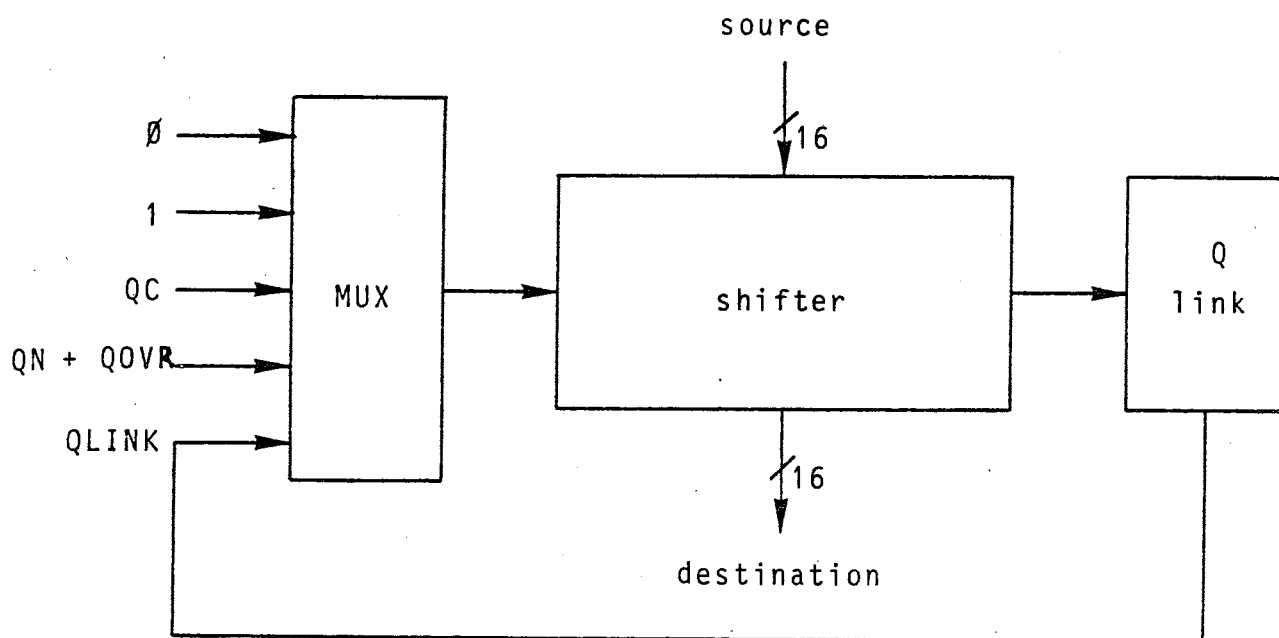 source
16
Ø
1
QC
QN + QOVR
QLINK
MUX
shifter
Q
link
16
destination